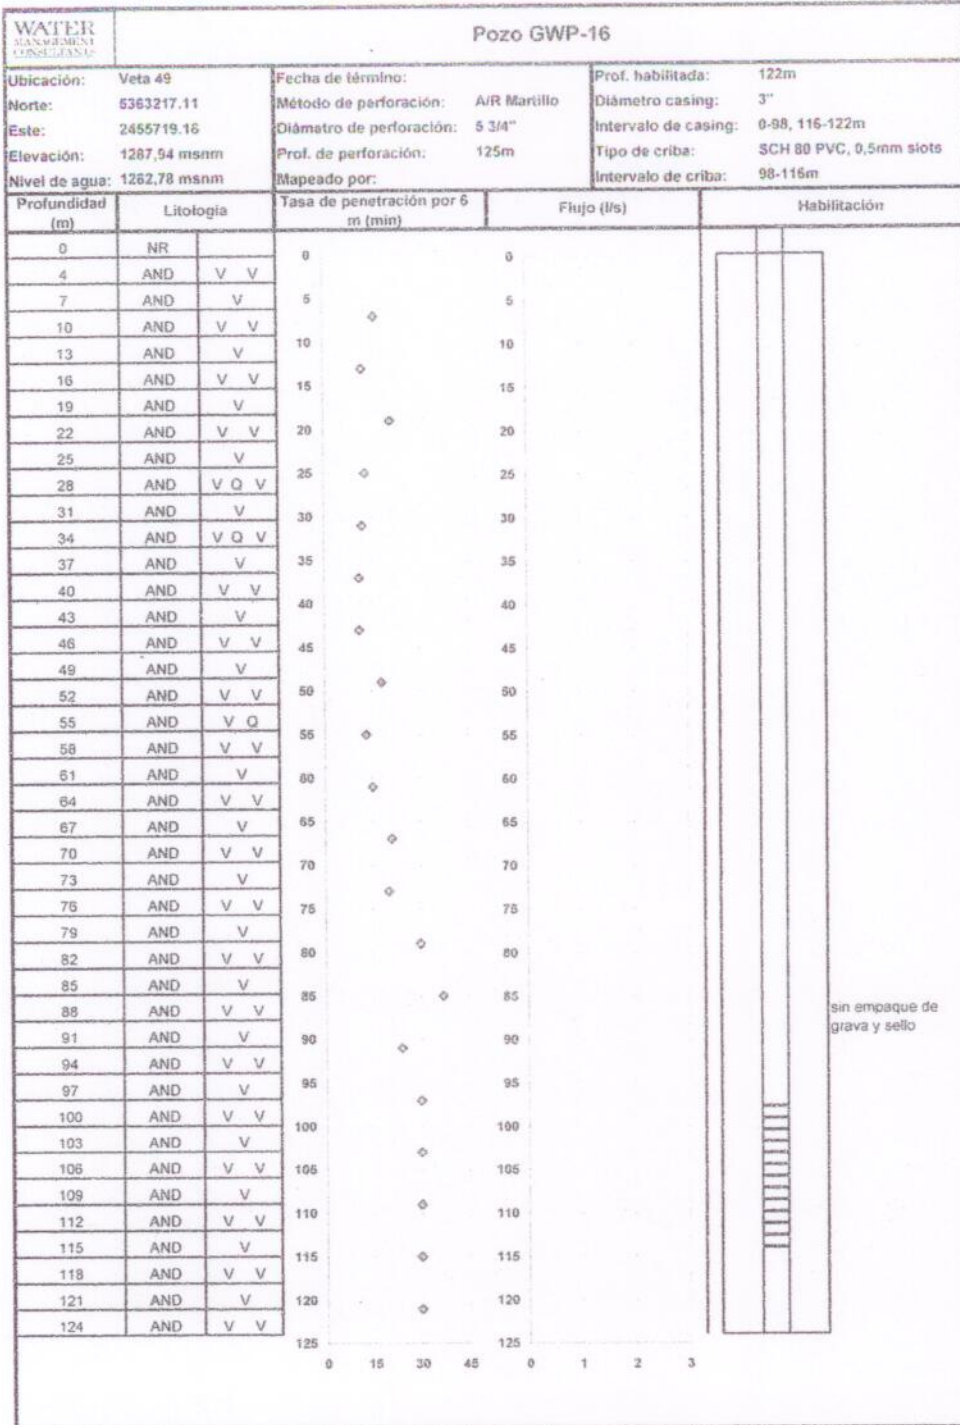 WATER
MANAGEMENT
CONSULTANTS
Pozo GWP-16
Ubicación: Veta 49
Norte: 5363217.11
Este: 2455719.16
Elevación: 1287,94 msnm
Nivel de agua: 1262,78 msnm
Fecha de término:
Método de perforación: A/R Martillo
Diámetro de perforación: 5 3/4"
Prof. de perforación: 125m
Mapeado por:
Prof. habilitada: 122m
Diámetro casing: 3"
Intervalo de casing: 0-98, 116-122m
Tipo de criba: SCH 80 PVC, 0,5mm slots
Intervalo de criba: 98-116m
Profundidad (m) Litología Tasa de penetración por 6 m (min) Flujo (l/s) Habilitación
0 NR
4 AND V V
7 AND V
10 AND V V
13 AND V
16 AND V V
19 AND V
22 AND V V
25 AND V
28 AND V Q V
31 AND V
34 AND V Q V
37 AND V
40 AND V V
43 AND V
46 AND V V
49 AND V
52 AND V V
55 AND V Q
58 AND V V
61 AND V
64 AND V V
67 AND V
70 AND V V
73 AND V
76 AND V V
79 AND V
82 AND V V
85 AND V
88 AND V V
91 AND V
94 AND V V
97 AND V
100 AND V V
103 AND V
106 AND V V
109 AND V
112 AND V V
115 AND V
118 AND V V
121 AND V
124 AND V V
0
5
10
15
20
25
30
35
40
45
50
55
60
65
70
75
80
85
90
95
100
105
110
115
120
125
0 15 30 45
0
5
10
15
20
25
30
35
40
45
50
55
60
65
70
75
80
85
90
95
100
105
110
115
120
125
0 1 2 3
sin empaque de
grava y sello